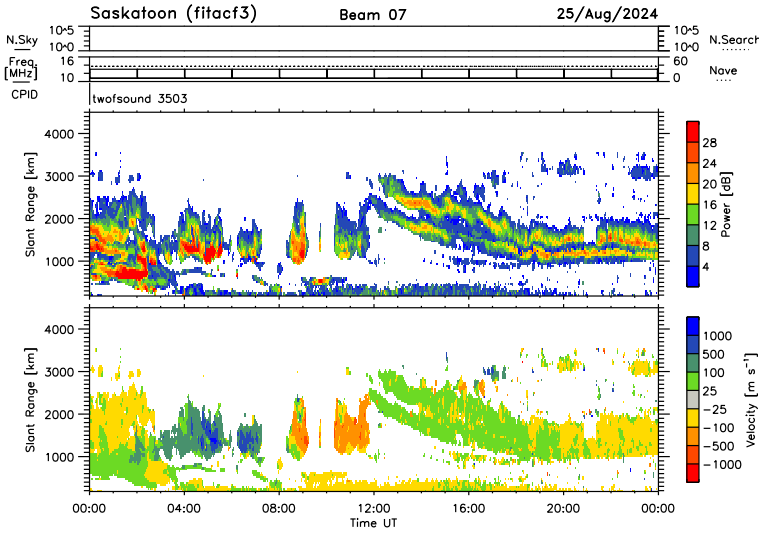 Saskatoon (fitacf3) Beam 07 25/Aug/2024
N.Sky 10^5 10^5 N.Search
10^0 10^0
Freq. 16 60
[MHz] Nave
10 0
CPID twofsound 3503
Slant Range [km] 4000 3000 2000 1000
28 24 20 16 12 8 4 Power [dB]
Slant Range [km] 4000 3000 2000 1000
1000 500 100 25 -25 -100 -500 -1000 Velocity [m s⁻¹]
00:00 04:00 08:00 12:00 16:00 20:00 00:00
Time UT